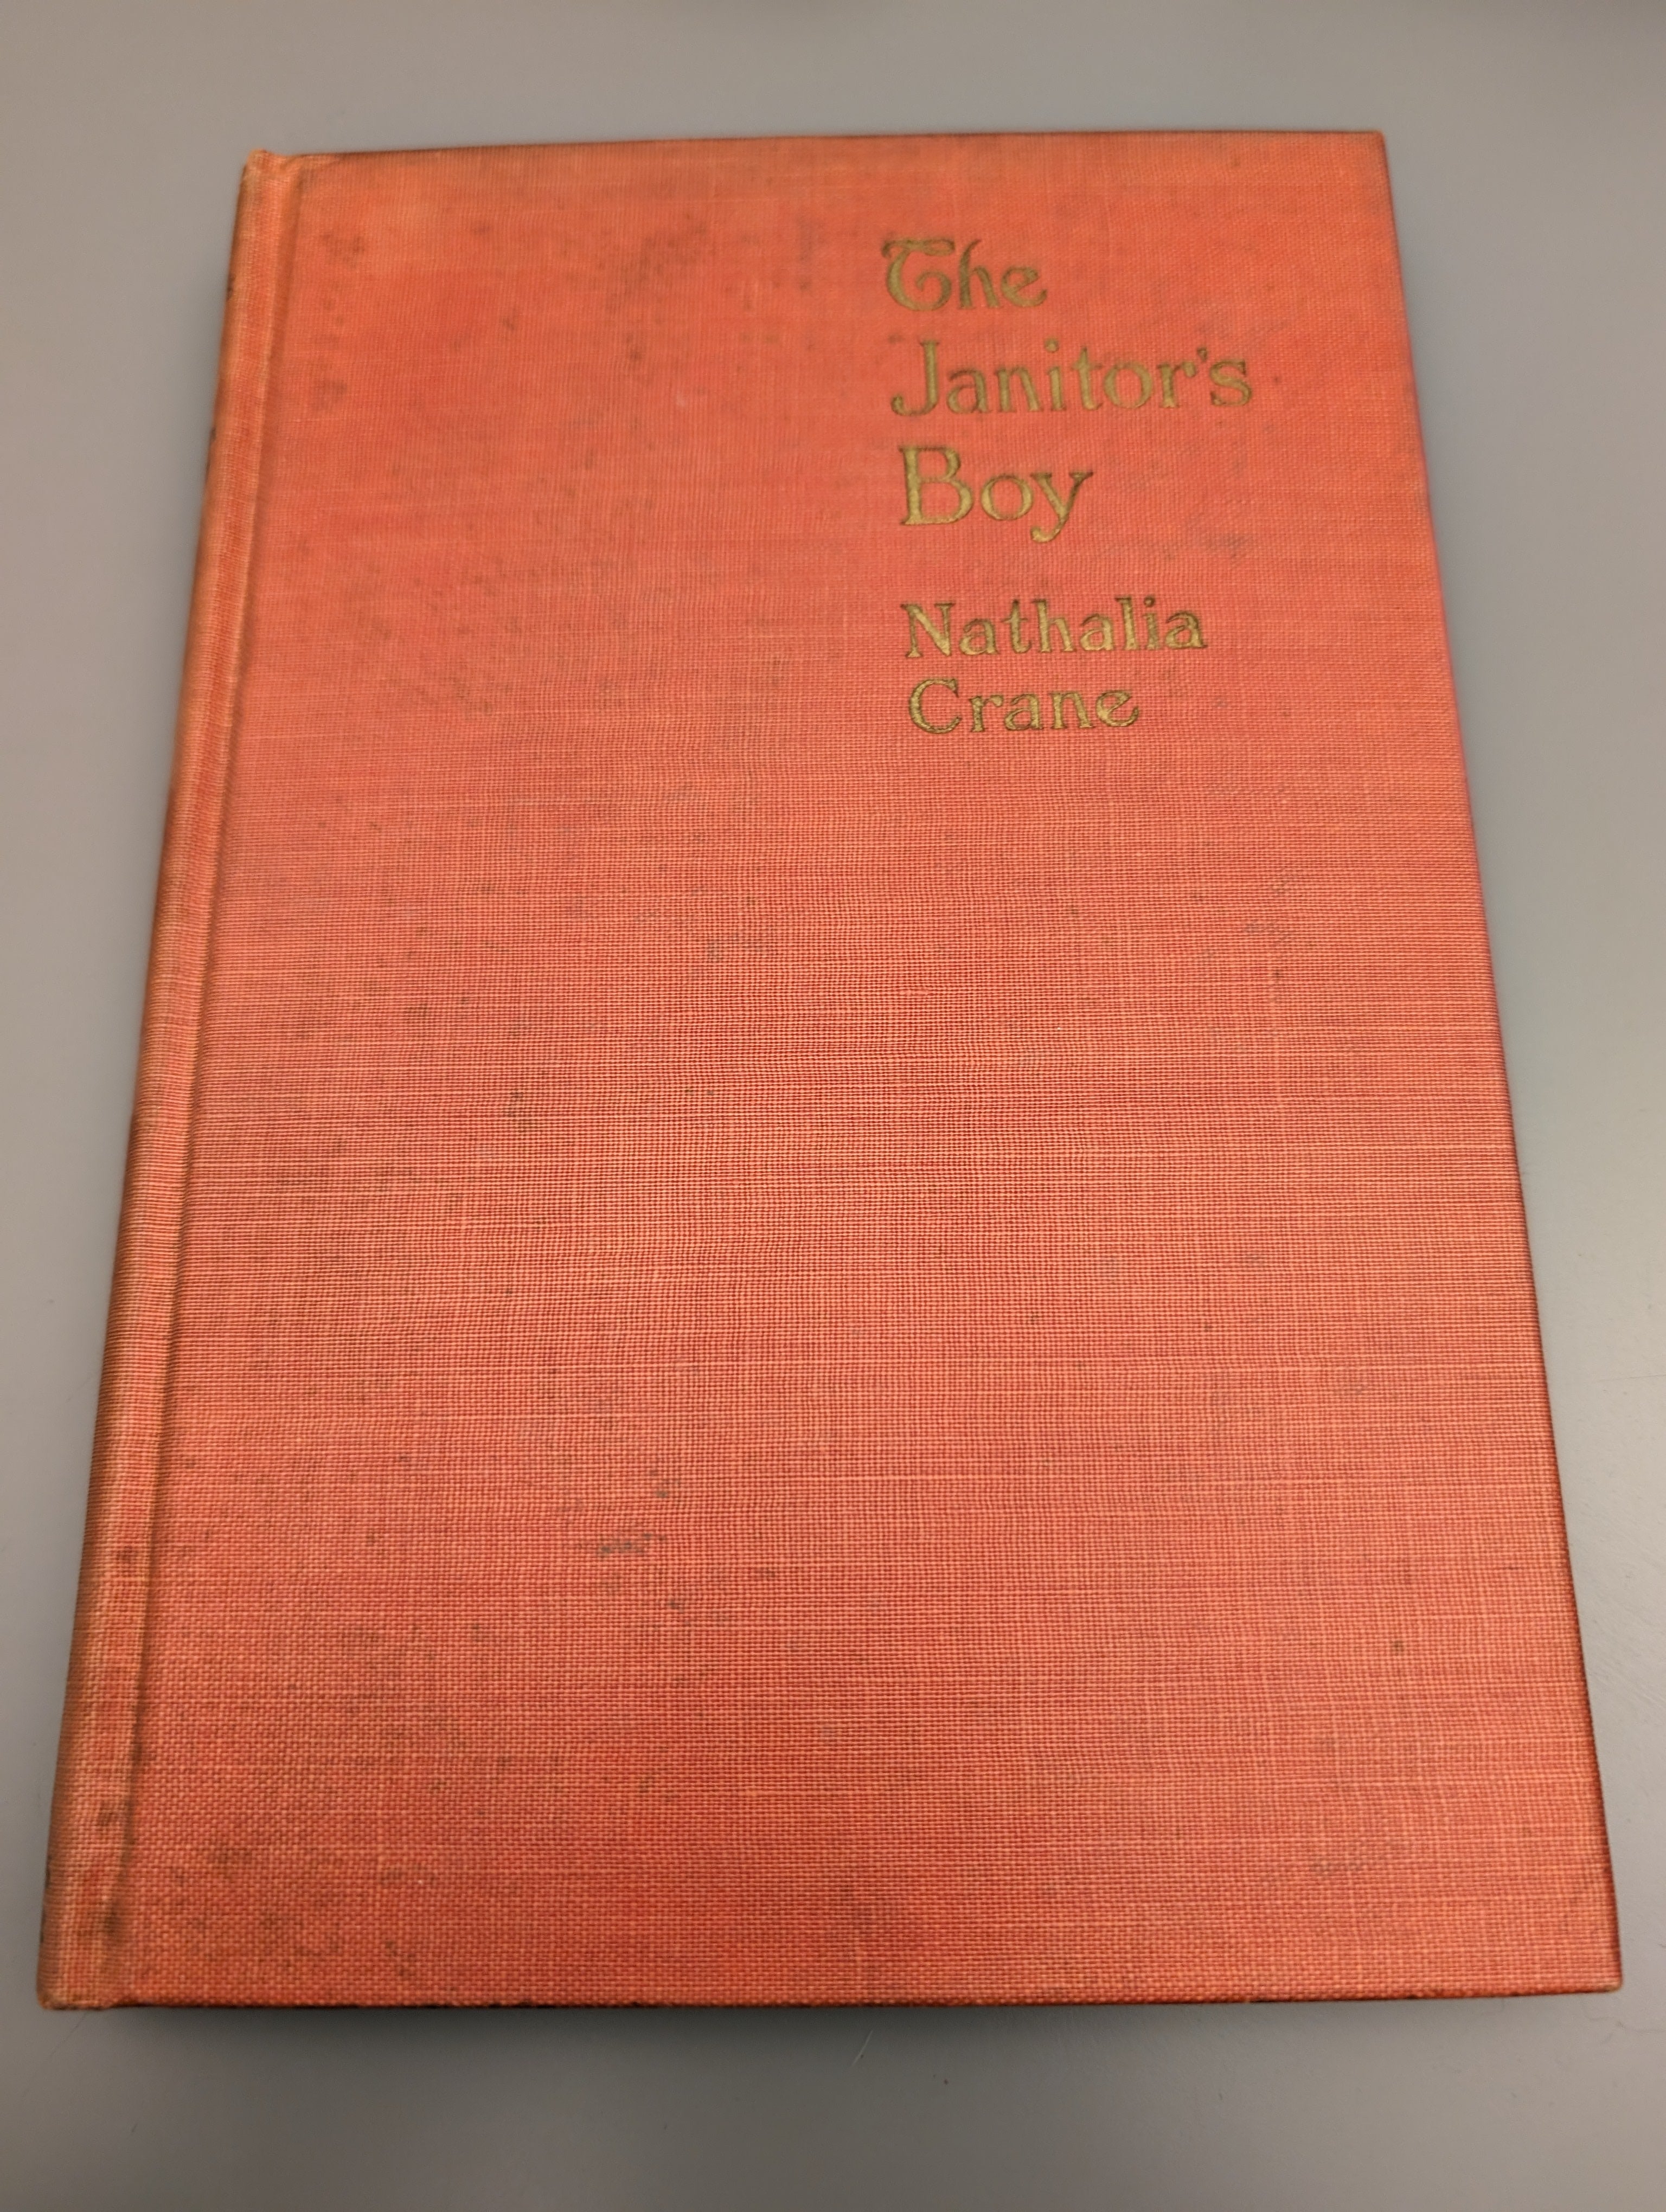 The
Janitor's
Boy
Nathalia
Crane